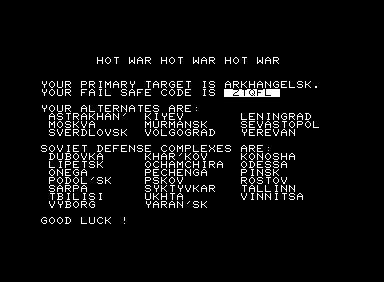 HOT WAR HOT WAR HOT WAR
YOUR PRIMARY TARGET IS ARKHANGELSK.
YOUR FAIL SAFE CODE IS ZTQFL
YOUR ALTERNATES ARE:
ASTRAKHAN' KIYEV LENINGRAD
MOSKVA MURMANSK SEVASTOPOL
SVERDLOVSK VOLGOGRAD YEREVAN
SOVIET DEFENSE COMPLEXES ARE:
DUBOVKA KHAR'KOV KONOSHA
LIPETSK OCHAMCHIRA ODESSA
ONEGA PECHENGA PINSK
PODOL'SK PSKOV ROSTOV
SARPA SYKTYVKAR TALLINN
TBILISI UKHTA VINNITSA
VYBORG YARAN'SK
GOOD LUCK !